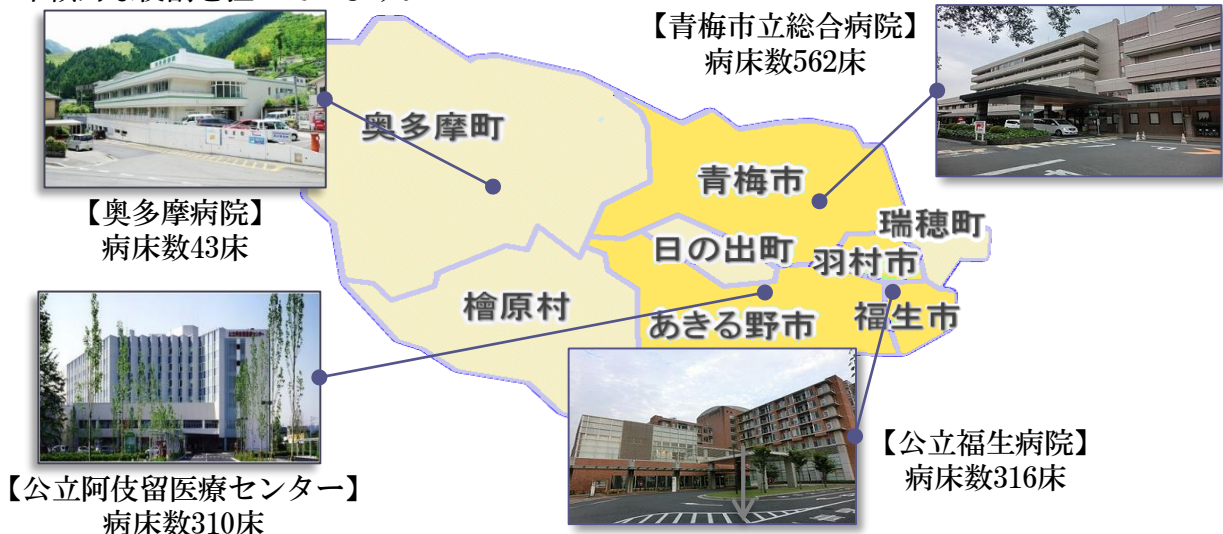 【青梅市立総合病院】
病床数562床
奥多摩町
青梅市
【奥多摩病院】
病床数43床
瑞穂町
日の出町
羽村市
檜原村
あきる野市
福生市
【公立福生病院】
病床数316床
【公立阿伎留医療センター】
病床数310床